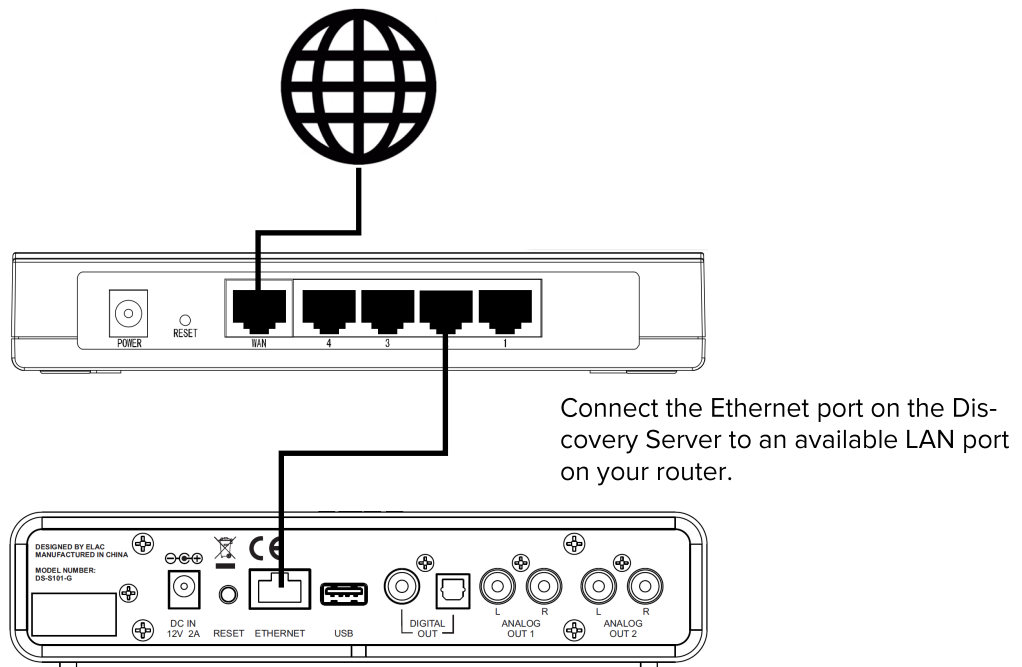 POWER
RESET
WAN
4
3
1
Connect the Ethernet port on the Dis-
covery Server to an available LAN port
on your router.
DESIGNED BY ELAC
MANUFACTURED IN CHINA
MODEL NUMBER:
DS-S101-G
CE
DC IN
12V 2A
RESET
ETHERNET
USB
DIGITAL
OUT
L
R
ANALOG
OUT 1
L
R
ANALOG
OUT 2